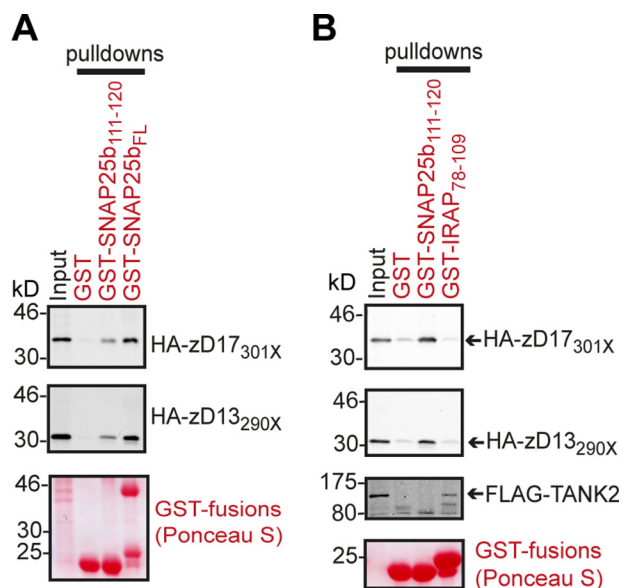 A
pulldowns
kD
Input
GST
GST-SNAP25b111-120
GST-SNAP25bFL
46-
30-
HA-zD17301X
46-
30-
HA-zD13290X
46-
30-
25-
GST-fusions
(Ponceau S)
B
pulldowns
kD
Input
GST
GST-SNAP25b111-120
GST-IRAP78-109
46-
30-
HA-zD17301X
46-
30-
HA-zD13290X
175-
80-
FLAG-TANK2
25-
GST-fusions
(Ponceau S)